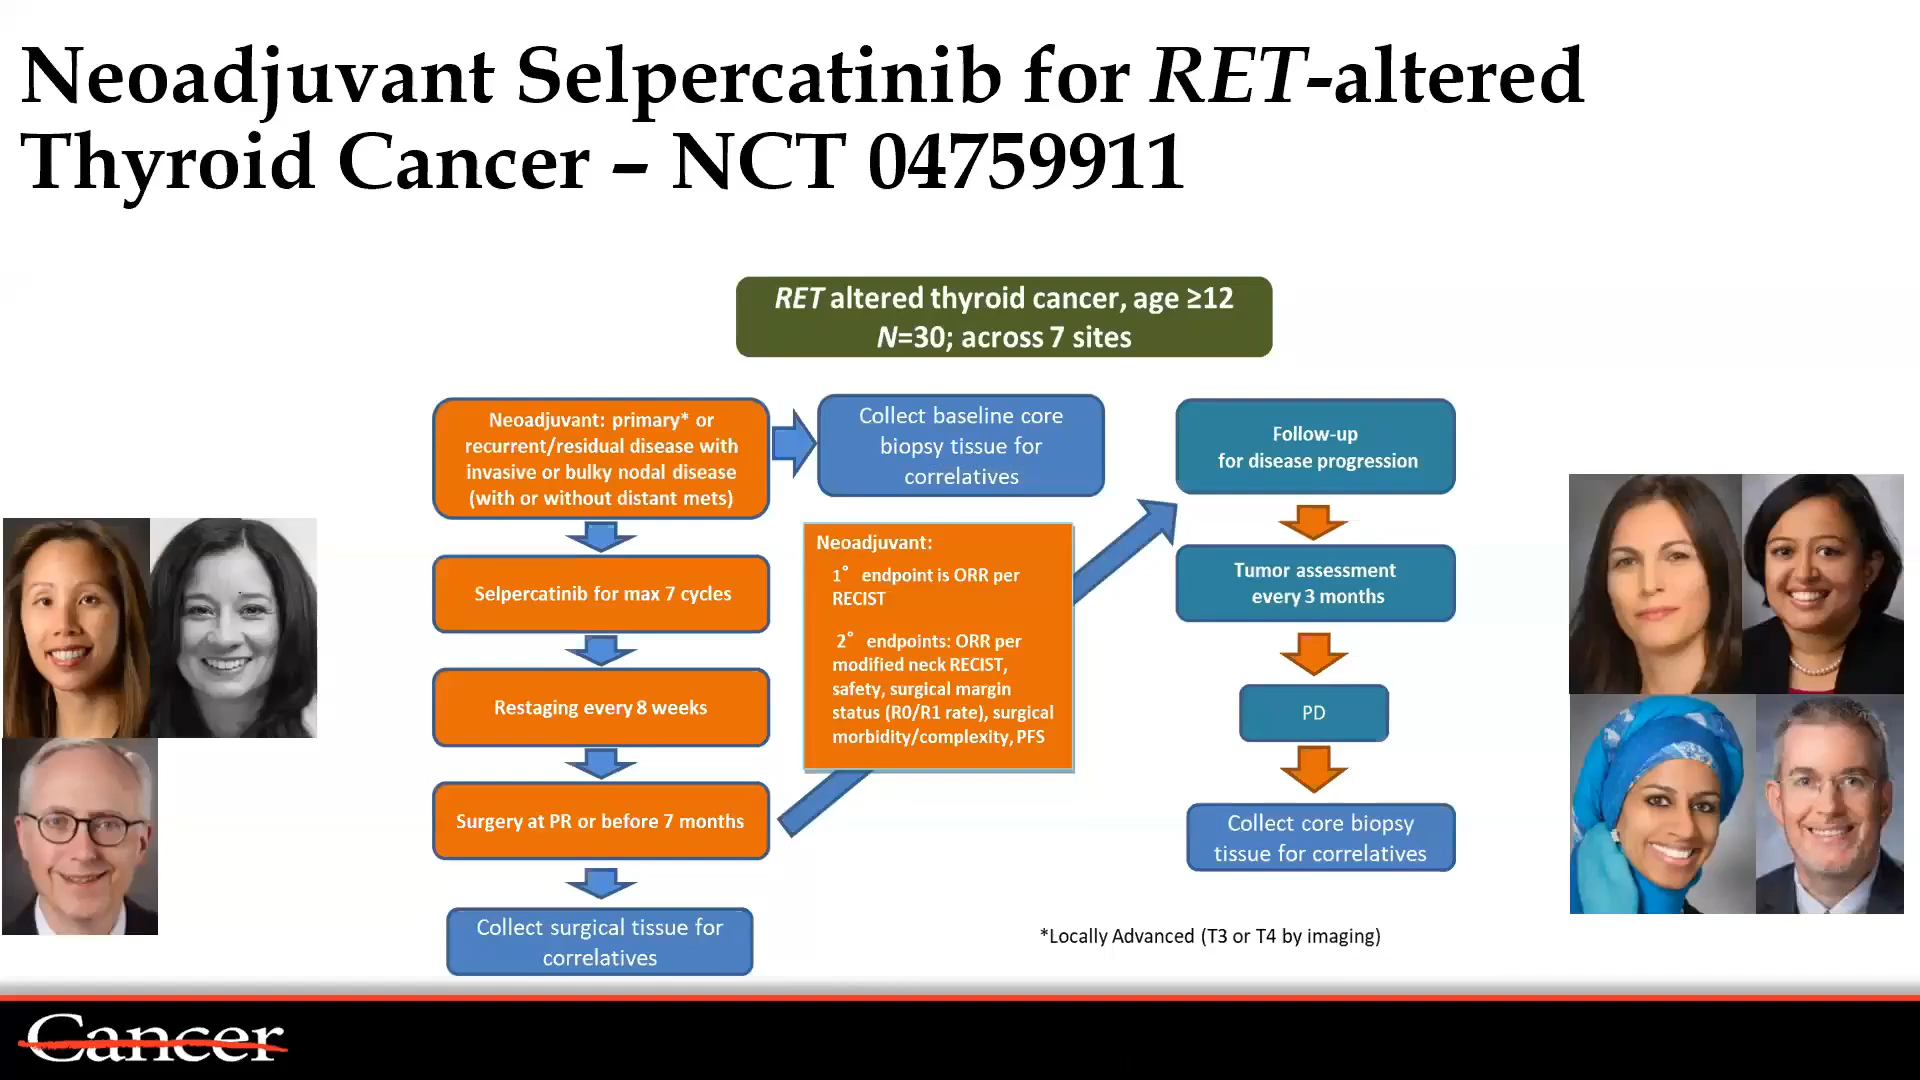 Neoadjuvant Selpercatinib for RET-altered
Thyroid Cancer – NCT 04759911
RET altered thyroid cancer, age ≥12
N=30; across 7 sites
Neoadjuvant: primary* or
recurrent/residual disease with
invasive or bulky nodal disease
(with or without distant mets)
Collect baseline core
biopsy tissue for
correlatives
Selpercatinib for max 7 cycles
Restaging every 8 weeks
Surgery at PR or before 7 months
Collect surgical tissue for
correlatives
Neoadjuvant:
1° endpoint is ORR per
RECIST
2° endpoints: ORR per
modified neck RECIST,
safety, surgical margin
status (R0/R1 rate), surgical
morbidity/complexity, PFS
Follow-up
for disease progression
Tumor assessment
every 3 months
PD
Collect core biopsy
tissue for correlatives
*Locally Advanced (T3 or T4 by imaging)
Cancer